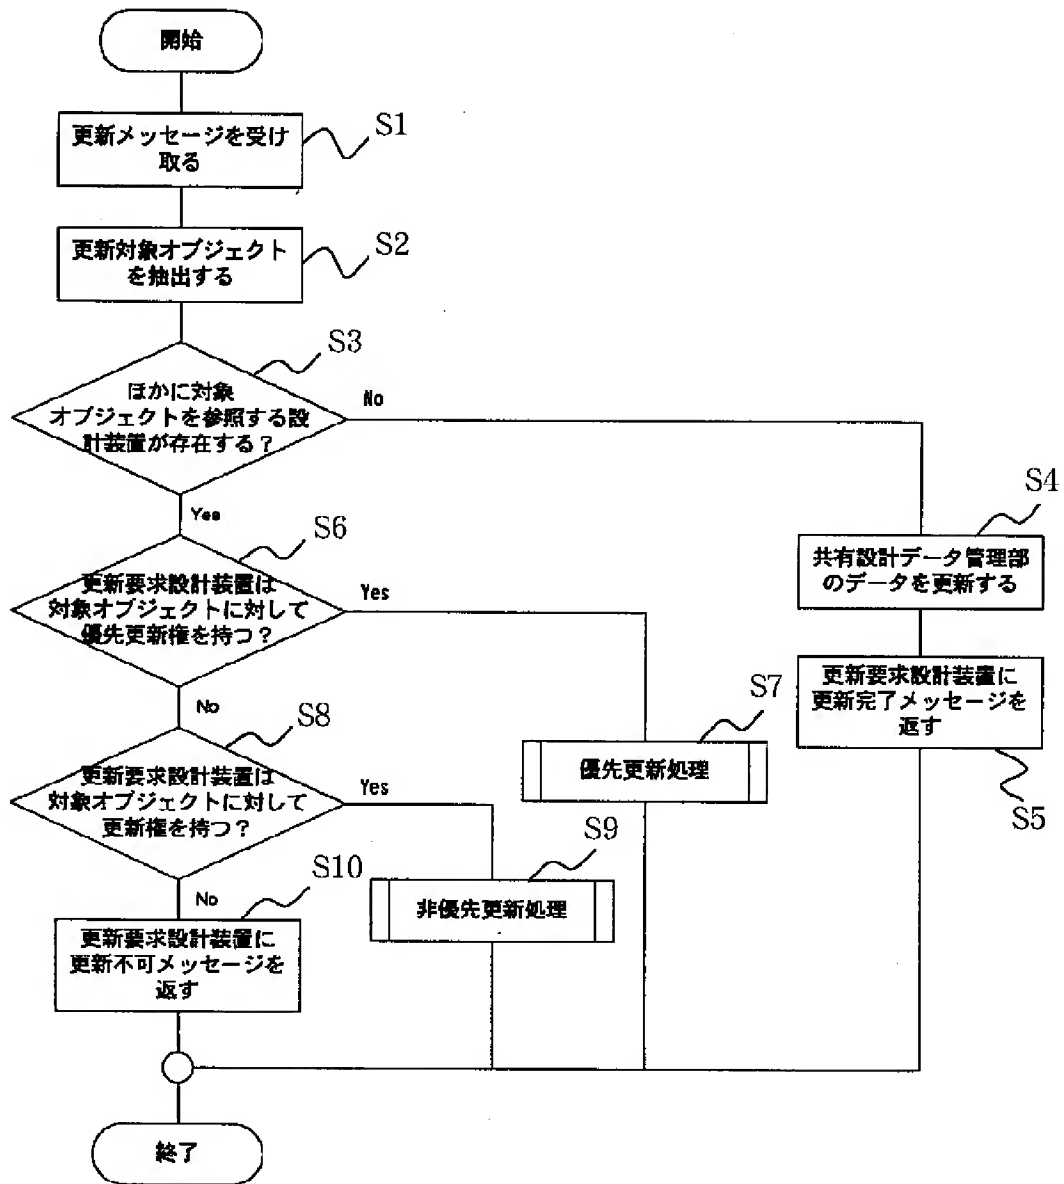 開始
更新メッセージを受け
取る
S1
更新対象オブジェクト
を抽出する
S2
S3
ほかに対象
オブジェクトを参照する設
計装置が存在する？
No
Yes
S4
共有設計データ管理部
のデータを更新する
S6
更新要求設計装置は
対象オブジェクトに対して
優先更新権を持つ？
Yes
No
更新要求設計装置に
更新完了メッセージを
返す
S5
S7
優先更新処理
S8
更新要求設計装置は
対象オブジェクトに対して
更新権を持つ？
Yes
No
S9
非優先更新処理
S10
更新要求設計装置に
更新不可メッセージを
返す
終了